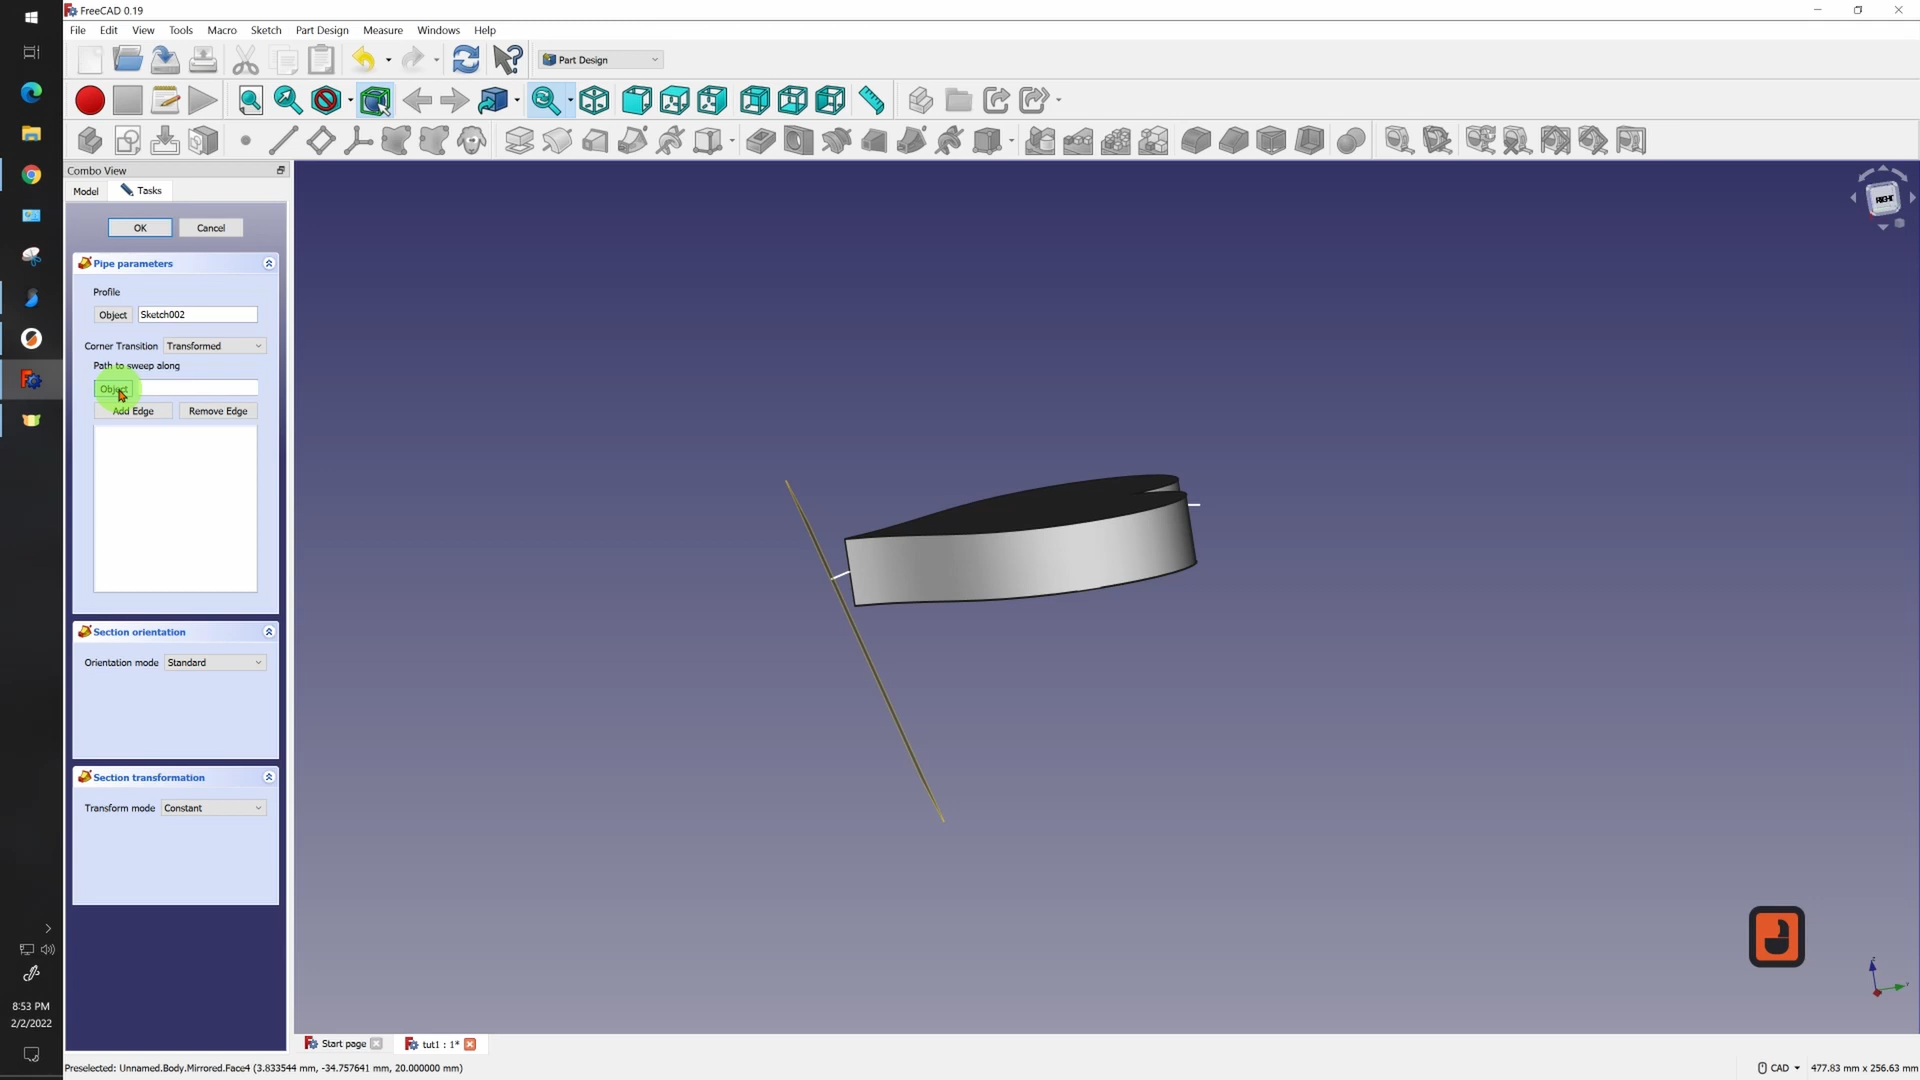 FreeCAD 0.19
File Edit View Tools Macro Sketch Part Design Measure Windows Help
Part Design
Combo View
Model Tasks
OK Cancel
Pipe parameters
Profile
Object Sketch002
Corner Transition Transformed
Path to sweep along
Object
Add Edge Remove Edge
Section orientation
Orientation mode Standard
Section transformation
Transform mode Constant
RIGHT
8:53 PM
2/2/2022
Start page tut1 : 1*
Preselected: Unnamed.Body.Mirrored.Face4 (3.833544 mm, -34.757641 mm, 20.000000 mm)
CAD 477.83 mm x 256.63 mm